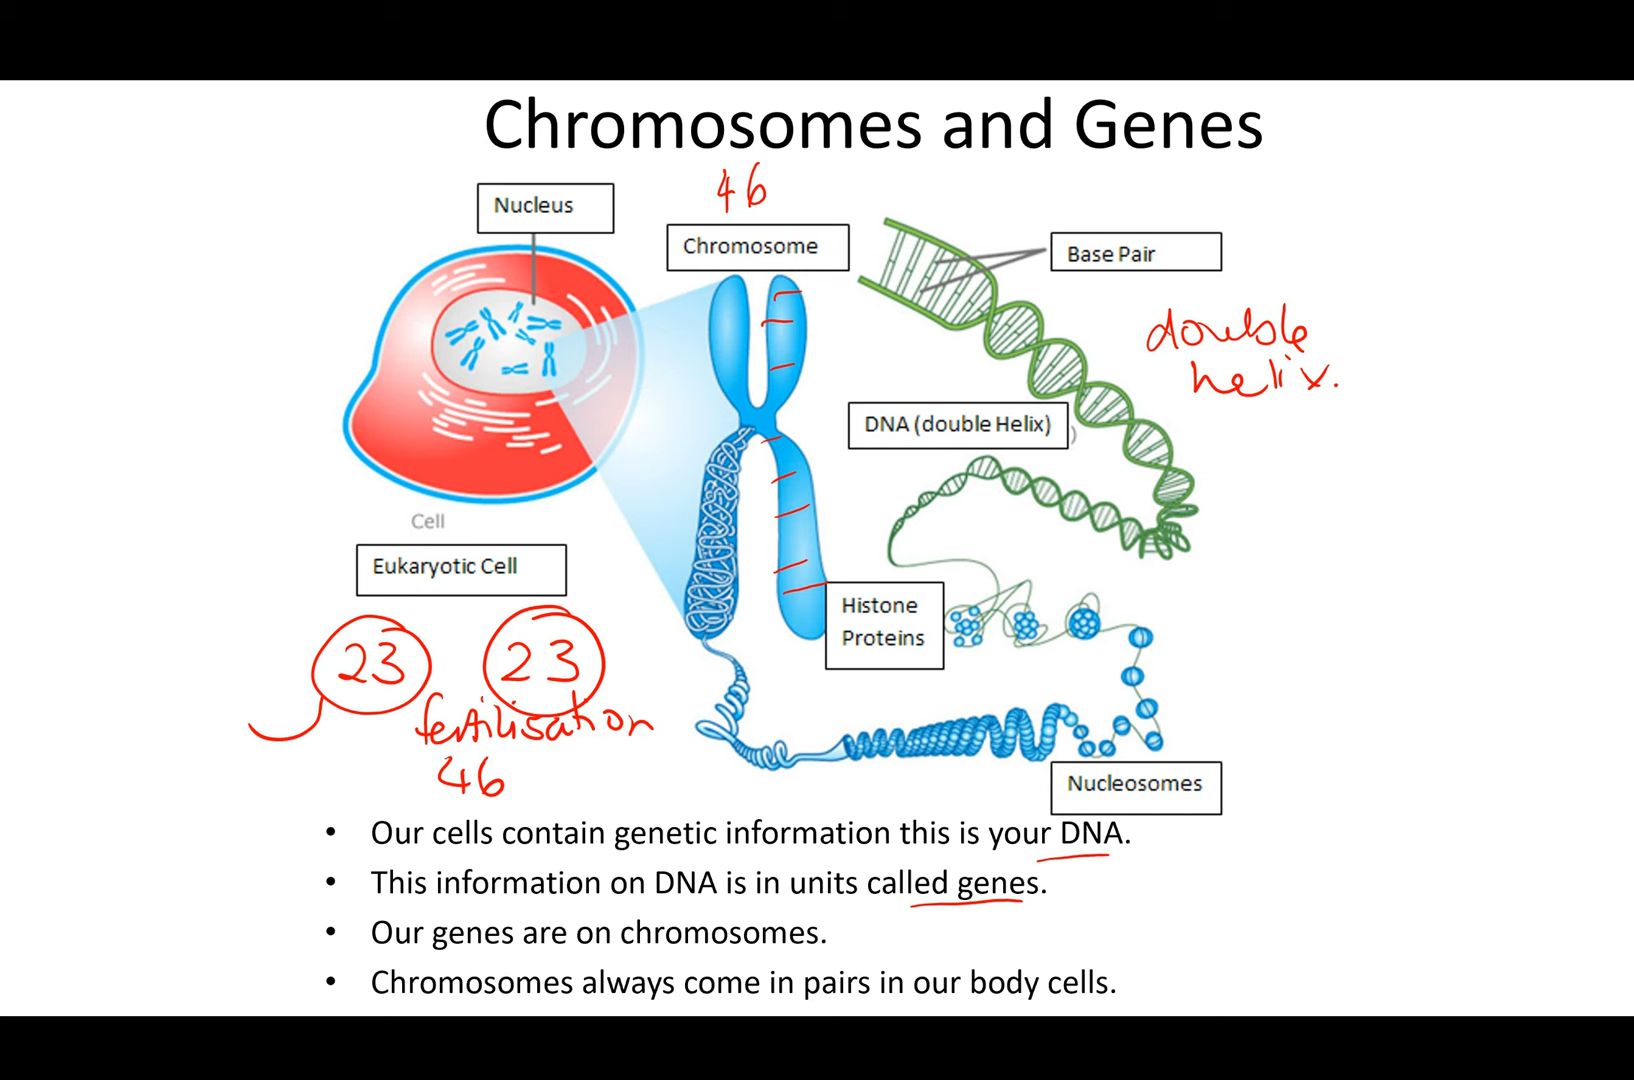 Chromosomes and Genes
46
Nucleus
Chromosome
Base Pair
double
helix.
DNA (double Helix)
)
Cell
Eukaryotic Cell
Histone
Proteins
23
23
fertilisation
46
Nucleosomes
• Our cells contain genetic information this is your DNA.
• This information on DNA is in units called genes.
• Our genes are on chromosomes.
• Chromosomes always come in pairs in our body cells.